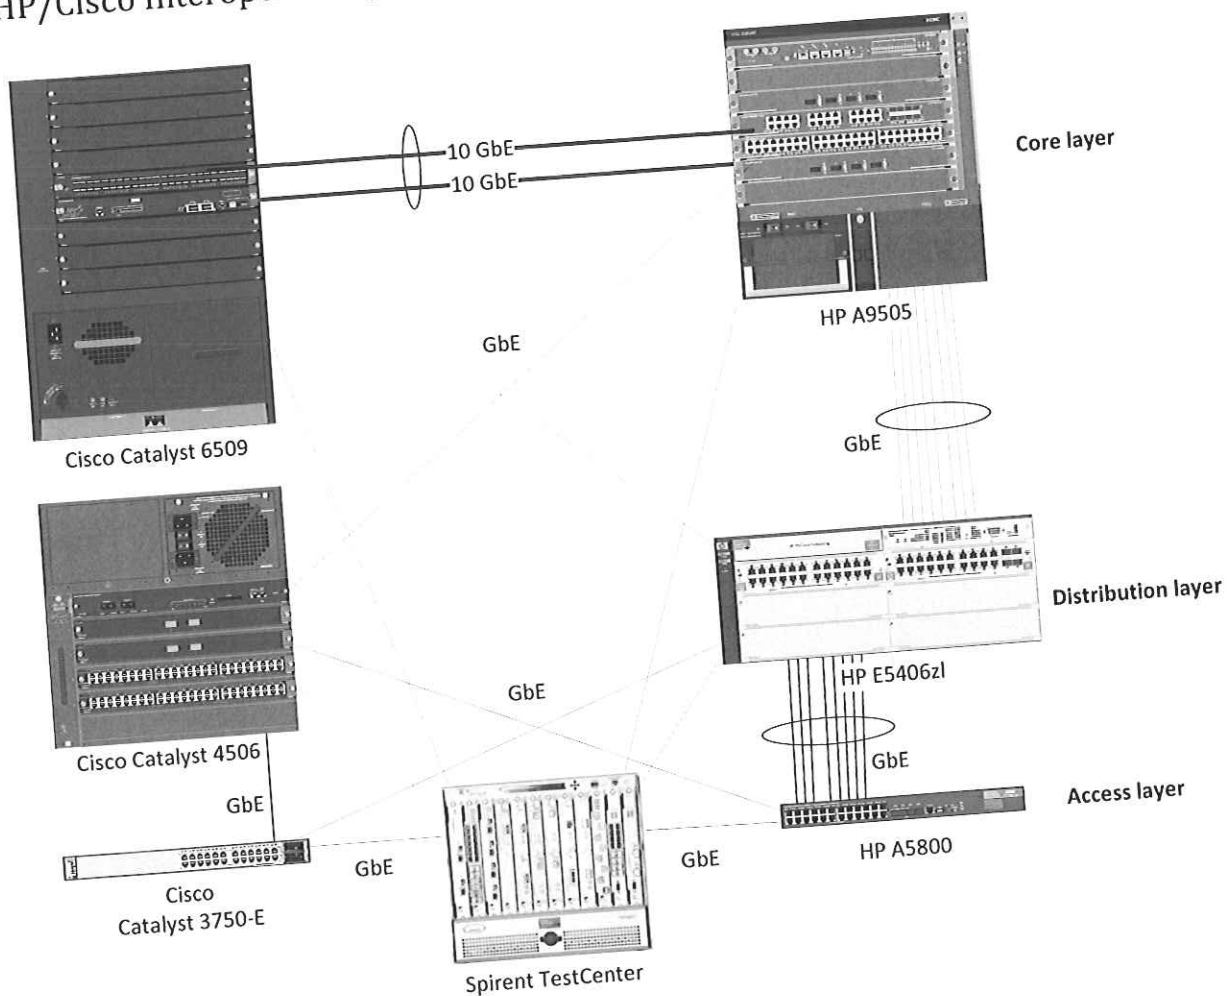 HP/Cisco Interop
10 GbE
10 GbE
Core layer
HP A9505
GbE
Cisco Catalyst 6509
GbE
Distribution layer
HP E5406zl
GbE
Cisco Catalyst 4506
GbE
GbE
Access layer
HP A5800
GbE
GbE
Cisco
Catalyst 3750-E
Spirent TestCenter